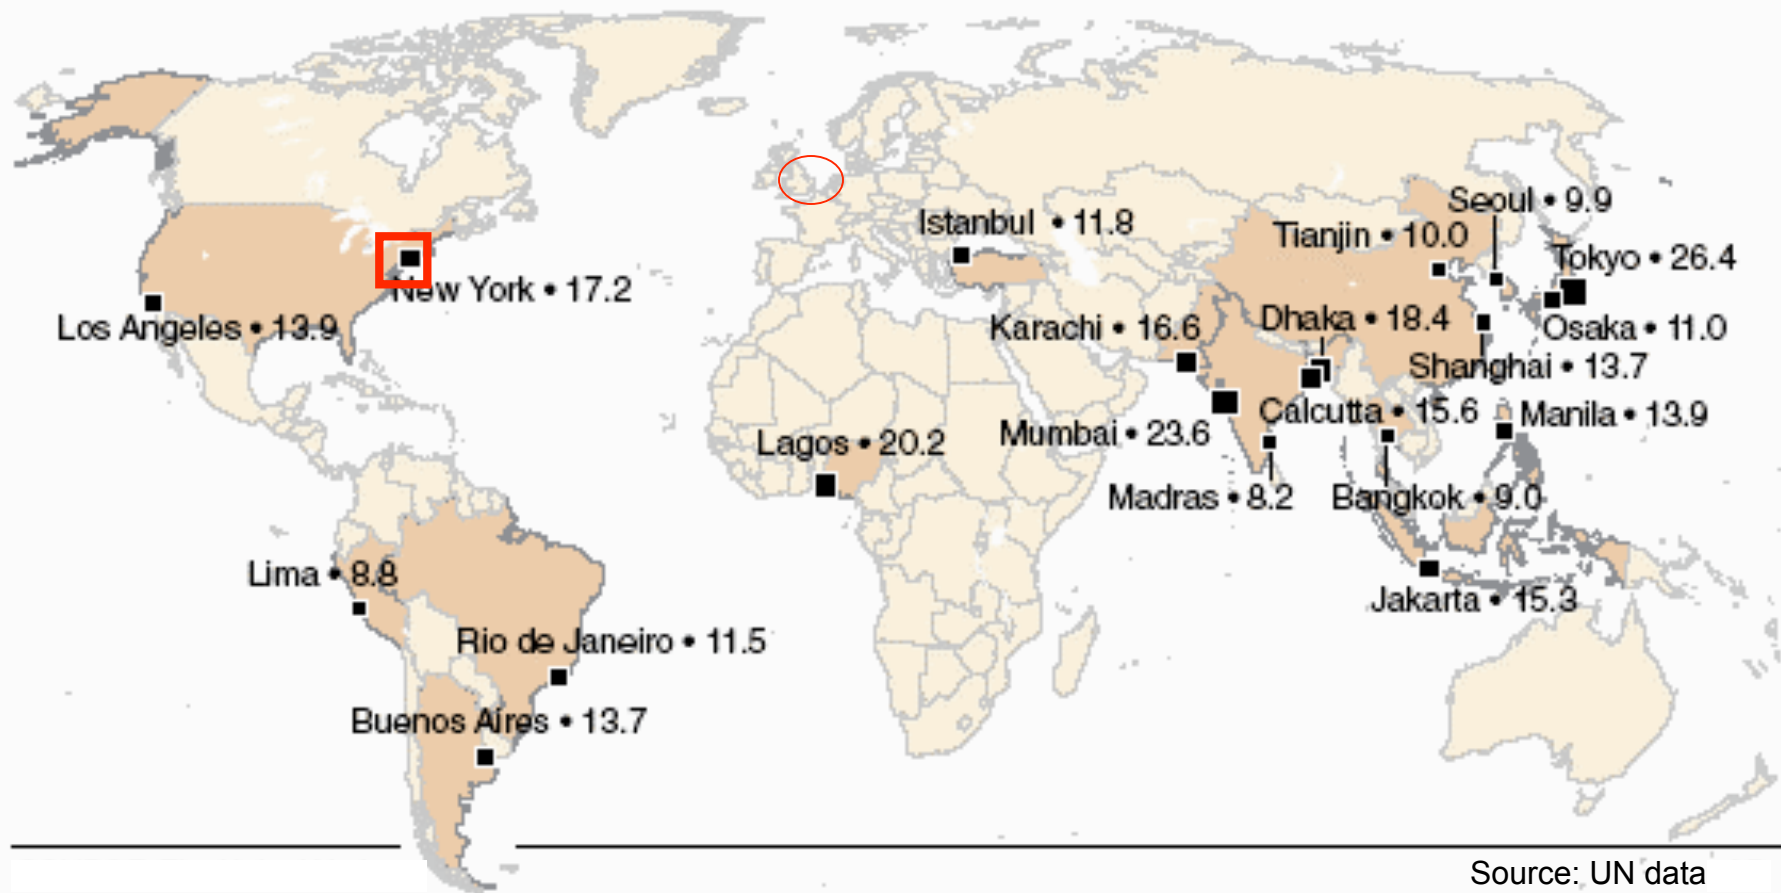 Seoul • 9.9
Istanbul • 11.8
Tianjin • 10.0
Tokyo • 26.4
New York • 17.2
Los Angeles • 13.9
Karachi • 16.6
Dhaka • 18.4
Osaka • 11.0
Shanghai • 13.7
Calcutta • 15.6
Manila • 13.9
Lagos • 20.2
Mumbai • 23.6
Madras • 8.2
Bangkok • 9.0
Lima • 8.8
Jakarta • 15.3
Rio de Janeiro • 11.5
Buenos Aires • 13.7
Source: UN data